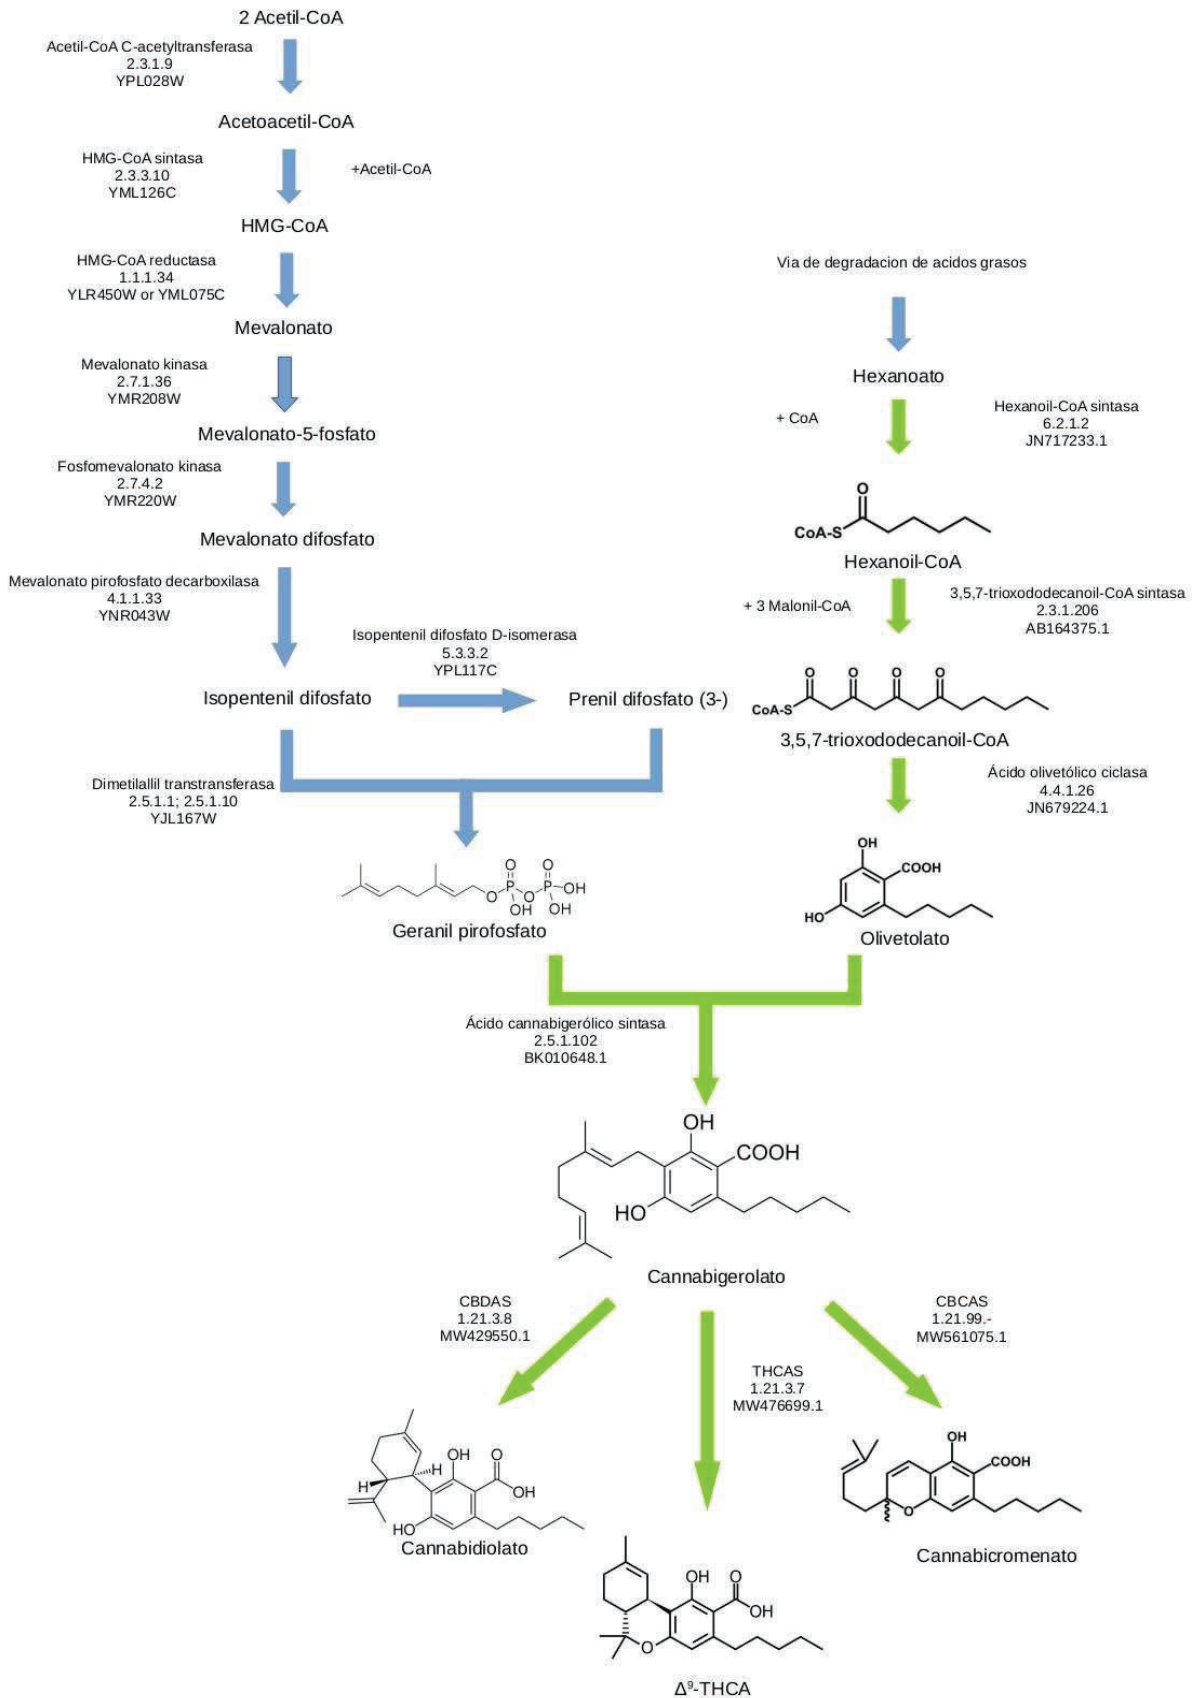 2 Acetil-CoA
Acetil-CoA C-acetyltransferasa
2.3.1.9
YPL028W
Acetoacetil-CoA
HMG-CoA sintasa
2.3.3.10
YML126C
+Acetil-CoA
HMG-CoA
HMG-CoA reductasa
1.1.1.34
YLR450W or YML075C
Mevalonato
Mevalonato kinasa
2.7.1.36
YMR208W
Mevalonato-5-fosfato
Fosfomevalonato kinasa
2.7.4.2
YMR220W
Mevalonato difosfato
Mevalonato pirofosfato decarboxilasa
4.1.1.33
YNR043W
Isopentenil difosfato D-isomerasa
5.3.3.2
YPL117C
Isopentenil difosfato
Prenil difosfato (3-)
Dimetilallil transtransferasa
2.5.1.1; 2.5.1.10
YJL167W
O O
O P O P OH
OH OH
Geranil pirofosfato
Via de degradacion de acidos grasos
Hexanoato
+ CoA
Hexanoil-CoA sintasa
6.2.1.2
JN717233.1
O
CoA-S
Hexanoil-CoA
+ 3 Malonil-CoA
3,5,7-trioxododecanoil-CoA sintasa
2.3.1.206
AB164375.1
O O O O
CoA-S
3,5,7-trioxododecanoil-CoA
Ácido olivetólico ciclasa
4.4.1.26
JN679224.1
OH
COOH
HO
Olivetolato
Ácido cannabigerólico sintasa
2.5.1.102
BK010648.1
OH
COOH
HO
Cannabigerolato
CBDAS
1.21.3.8
MW429550.1
THCAS
1.21.3.7
MW476699.1
CBCAS
1.21.99.-
MW561075.1
OH O
H
H
OH
HO
Cannabidiolato
OH
COOH
O
Cannabicromenato
OH O
OH
O
Δ⁹-THCA